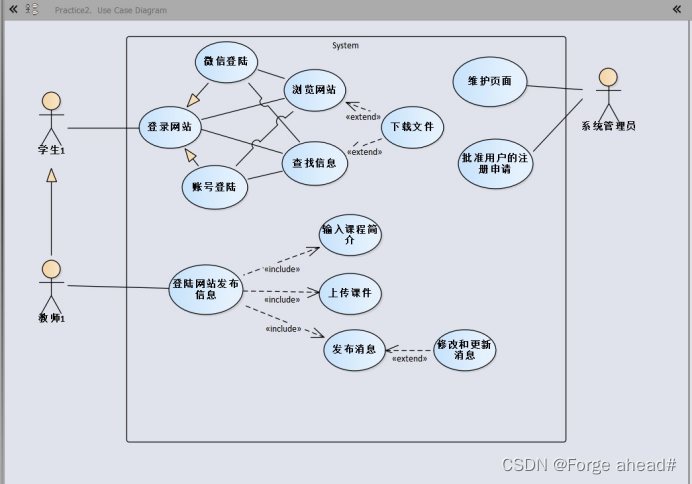 Practice2. Use Case Diagram
System
微信登陆
浏览网站
维护页面
系统管理员
登录网站
«extend»
下载文件
学生1
«extend»
查找信息
批准用户的注
册申请
账号登陆
输入课程简
介
«include»
登陆网站发布
信息
«include»
上传课件
教师1
«include»
发布消息
«extend»
修改和更新
消息
CSDN @Forge ahead#